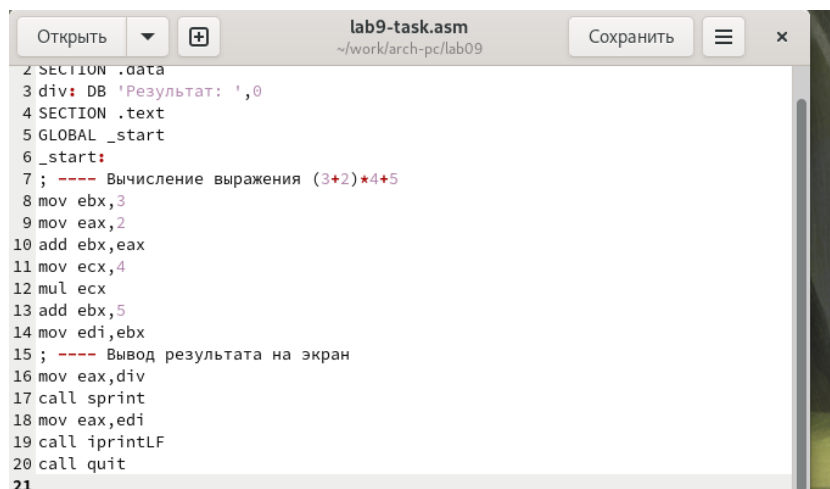 Открыть
lab9-task.asm
~/work/arch-pc/lab09
Сохранить
2 SECTION .data
3 div: DB 'Результат: ',0
4 SECTION .text
5 GLOBAL _start
6 _start:
7 ; ---- Вычисление выражения (3+2)*4+5
8 mov ebx,3
9 mov eax,2
10 add ebx,eax
11 mov ecx,4
12 mul ecx
13 add ebx,5
14 mov edi,ebx
15 ; ---- Вывод результата на экран
16 mov eax,div
17 call sprint
18 mov eax,edi
19 call iprintLF
20 call quit
21